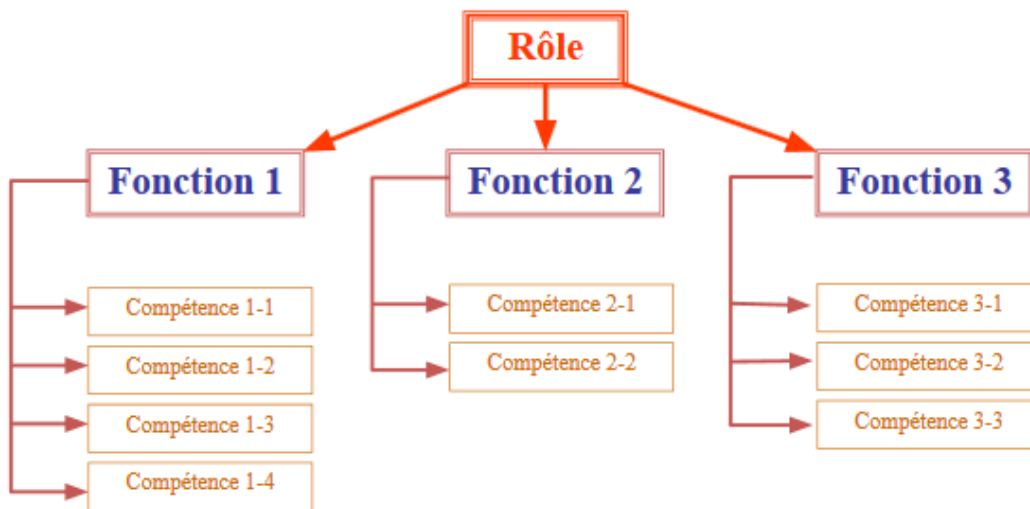 Rôle
Fonction 1
Fonction 2
Fonction 3
Compétence 1-1
Compétence 1-2
Compétence 1-3
Compétence 1-4
Compétence 2-1
Compétence 2-2
Compétence 3-1
Compétence 3-2
Compétence 3-3